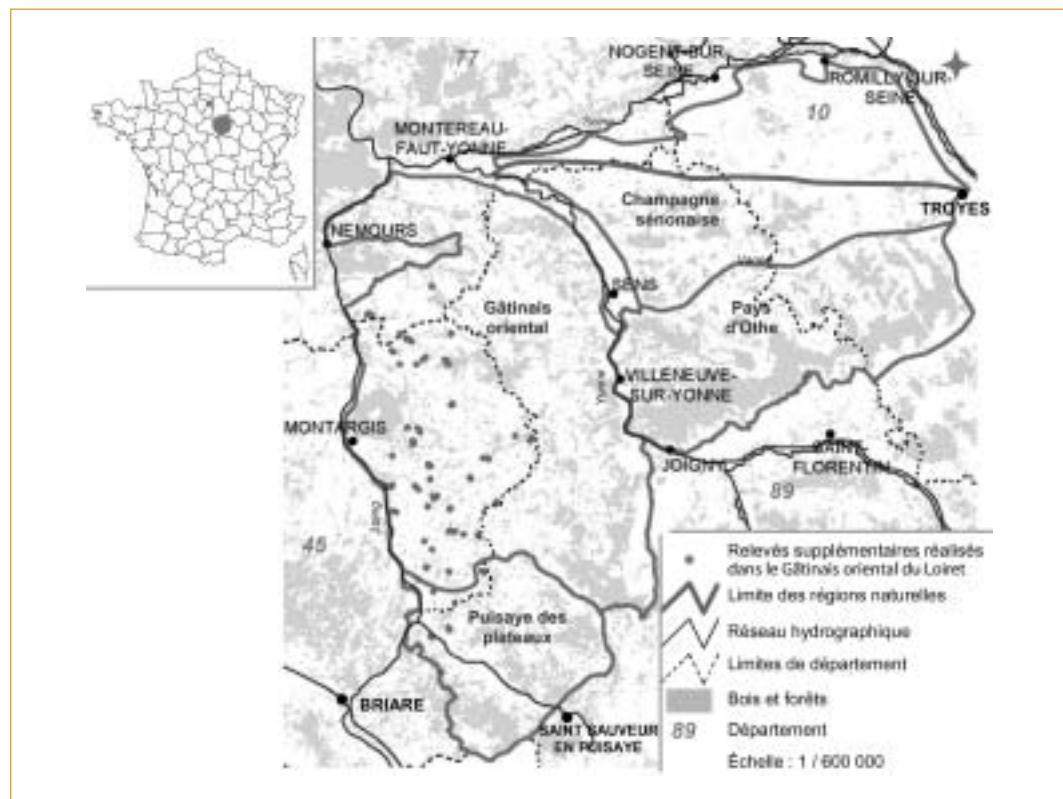 77
NOGENT-SUR-
SEINE
ROMILLY-SUR-
SEINE
10
MONTEREAU-
FAUT-YONNE
Champagne
sénonaise
TROYES
NEMOURS
SENS
Gâtinais
oriental
Pays
d'Othe
Yonne
VILLENEUVE-
SUR-YONNE
MONTARGIS
JOIGNY
SAINT-
FLORENTIN
89
Loing
45
Puisaye des
plateaux
BRIARE
SAINT SAUVEUR
EN PUISAYE
Relevés supplémentaires réalisés
dans le Gâtinais oriental du Loiret
Limite des régions naturelles
Réseau hydrographique
Limites de département
Bois et forêts
89 Département
Échelle : 1 / 600 000